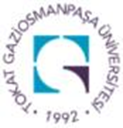 TOKAT GAZİOSMANPAŞA ÜNİVERSİTESİ
• 1992 •